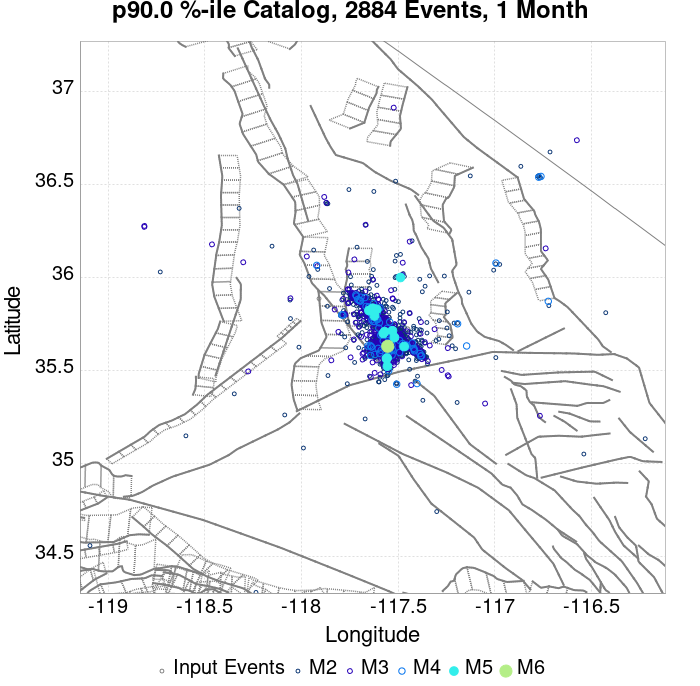 p90.0 %-ile Catalog, 2884 Events, 1 Month
37
36.5
36
35.5
35
34.5
Latitude
-119 -118.5 -118 -117.5 -117 -116.5
Longitude
Input Events M2 M3 M4 M5 M6